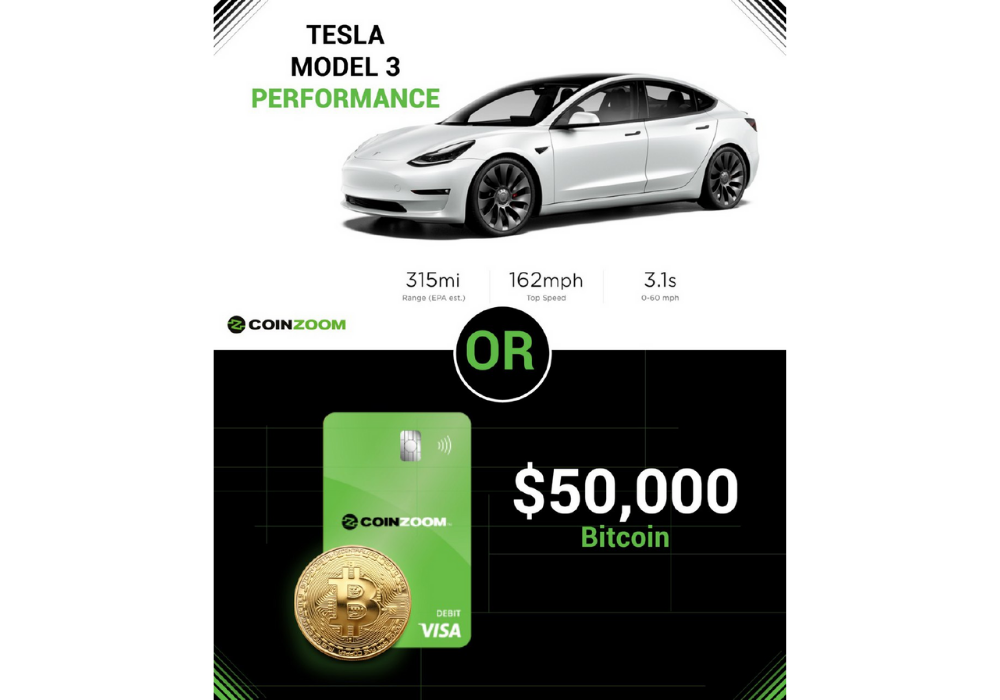 TESLA
MODEL 3
PERFORMANCE
315mi
Range (EPA est.)
162mph
Top Speed
3.1s
0-60 mph
COINZOOM
OR
COINZOOM
$50,000
Bitcoin
DEBIT
VISA